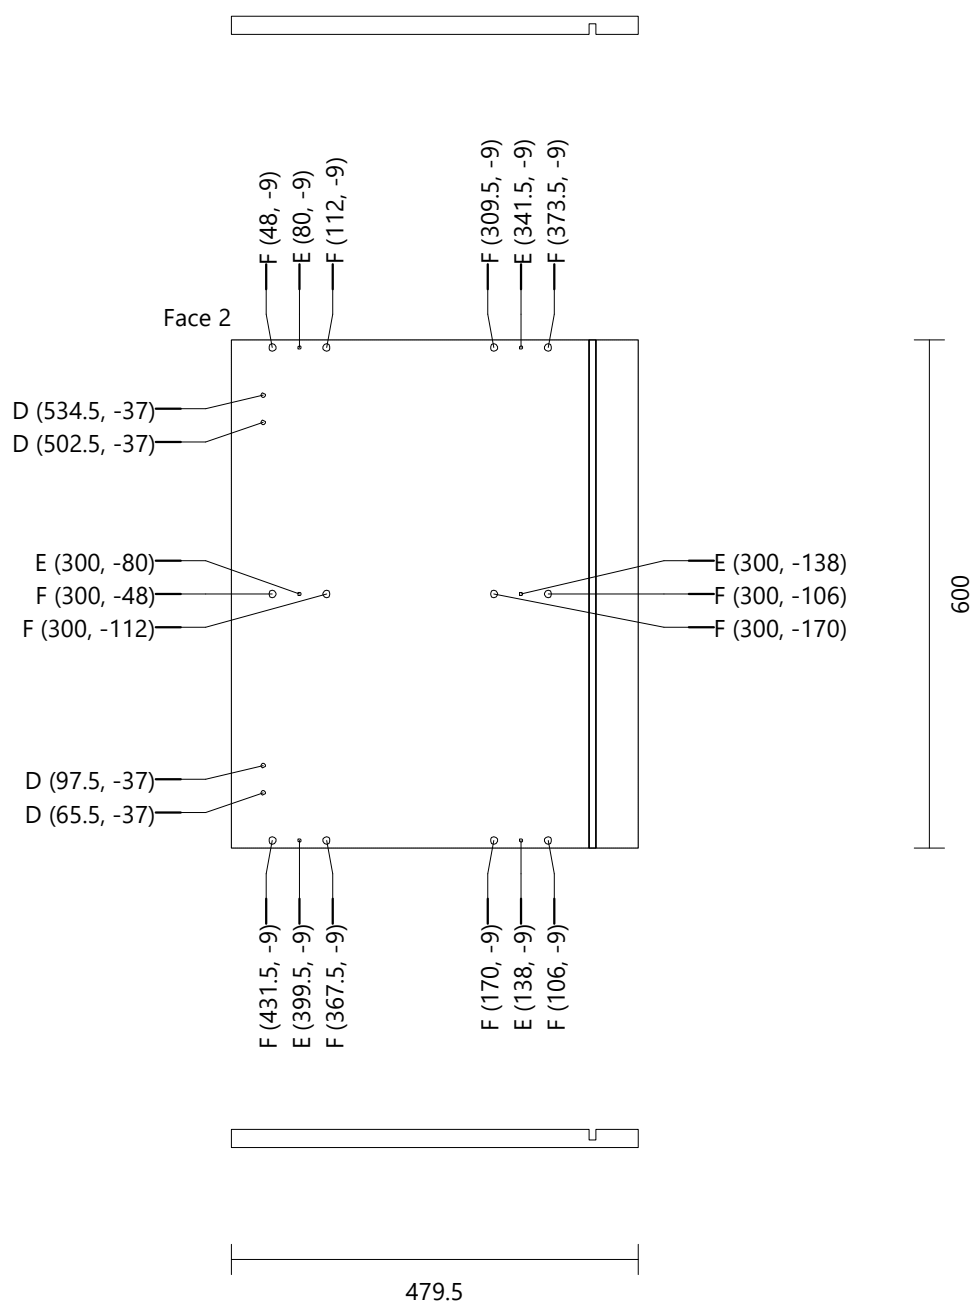 F (48, -9)
E (80, -9)
F (112, -9)
F (309.5, -9)
E (341.5, -9)
F (373.5, -9)
Face 2
D (534.5, -37)
D (502.5, -37)
E (300, -80)
F (300, -48)
F (300, -112)
E (300, -138)
F (300, -106)
F (300, -170)
600
D (97.5, -37)
D (65.5, -37)
F (431.5, -9)
E (399.5, -9)
F (367.5, -9)
F (170, -9)
E (138, -9)
F (106, -9)
479.5